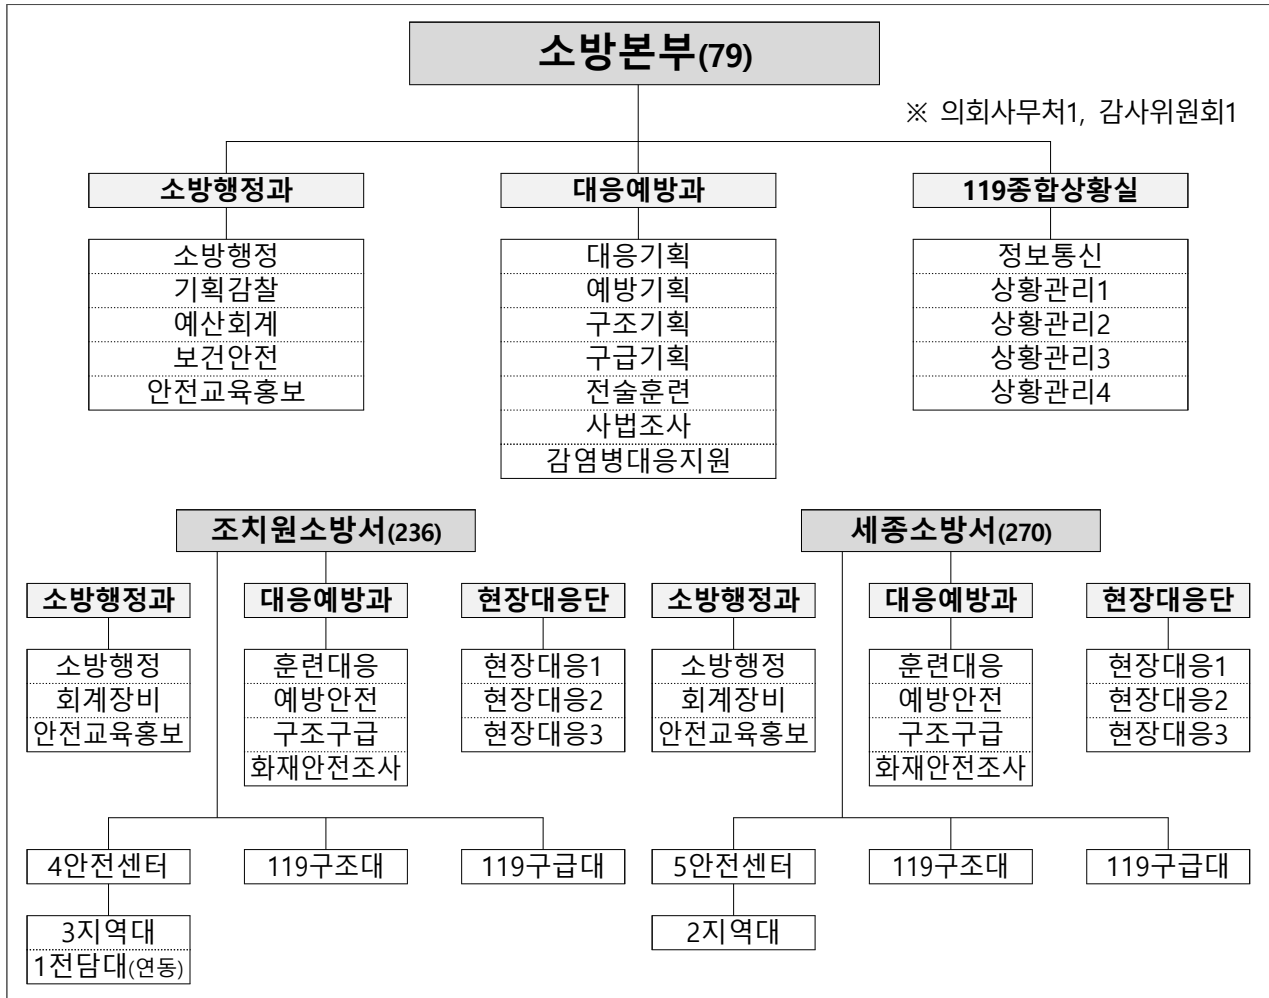 소방본부(79)
※ 의회사무처1, 감사위원회1
소방행정과
소방행정
기획감찰
예산회계
보건안전
안전교육홍보
대응예방과
대응기획
예방기획
구조기획
구급기획
전술훈련
사법조사
감염병대응지원
119종합상황실
정보통신
상황관리1
상황관리2
상황관리3
상황관리4
조치원소방서(236)
소방행정과
소방행정
회계장비
안전교육홍보
대응예방과
훈련대응
예방안전
구조구급
화재안전조사
현장대응단
현장대응1
현장대응2
현장대응3
4안전센터
3지역대
1전담대(연동)
119구조대
119구급대
세종소방서(270)
소방행정과
소방행정
회계장비
안전교육홍보
대응예방과
훈련대응
예방안전
구조구급
화재안전조사
현장대응단
현장대응1
현장대응2
현장대응3
5안전센터
2지역대
119구조대
119구급대